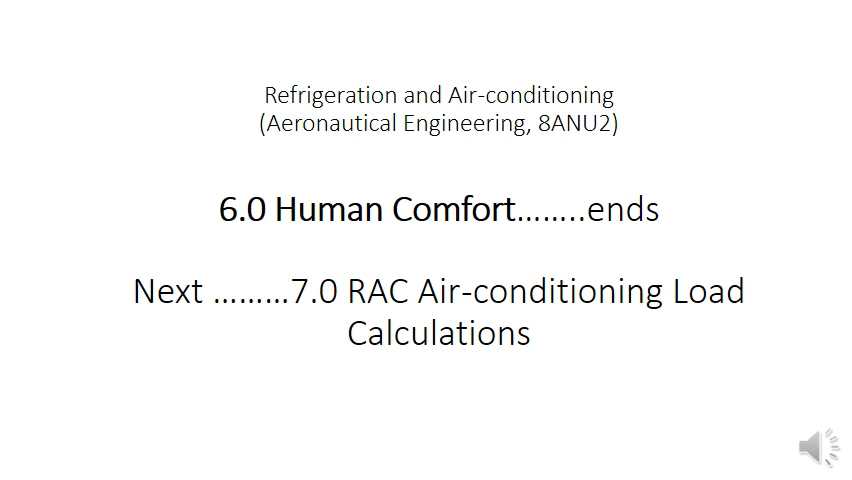 Refrigeration and Air-conditioning
(Aeronautical Engineering, 8ANU2)
6.0 Human Comfort……..ends
Next ………7.0 RAC Air-conditioning Load
Calculations